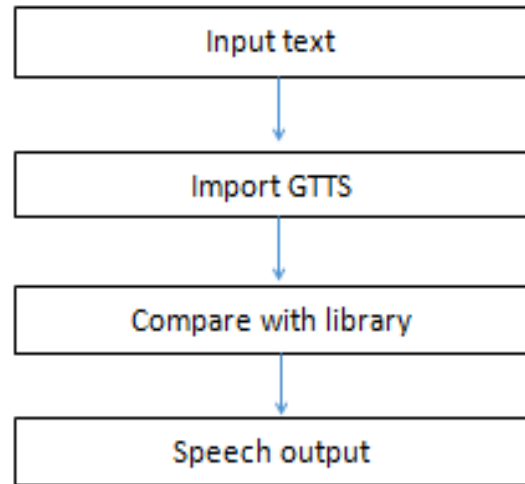 Input text
Import GTTS
Compare with library
Speech output